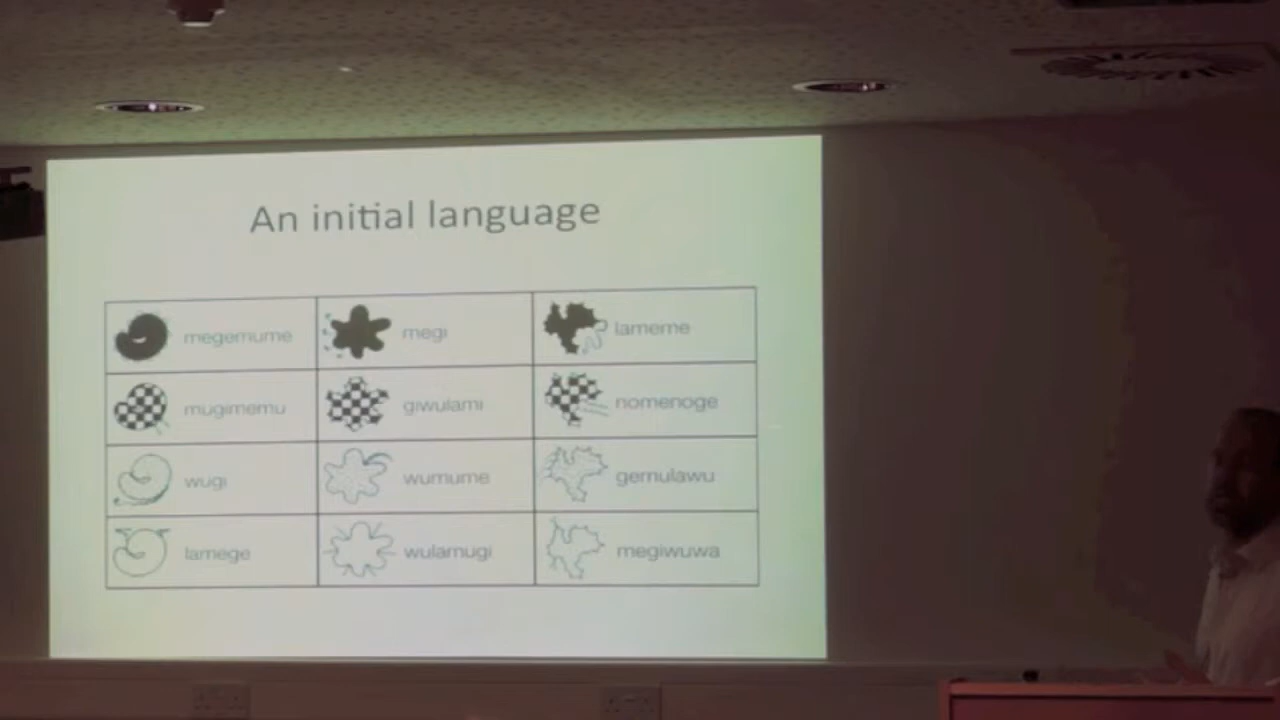 An initial language
megemume megi lameme
mugimemu giwulami nomenoge
wugi wumume gemulawu
lamege wulamugi megiwuwa